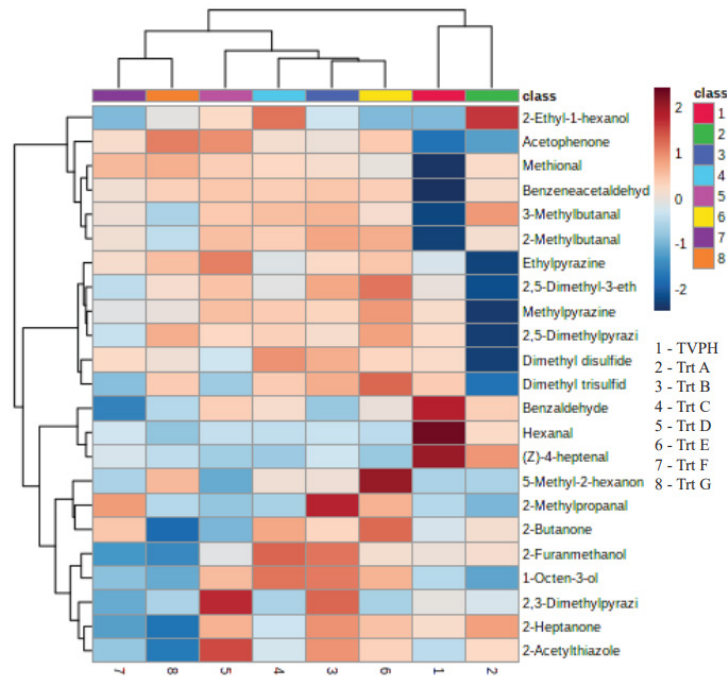 class
2-Ethyl-1-hexanol
Acetophenone
Methional
Benzeneacetaldehyd
3-Methylbutanal
2-Methylbutanal
Ethylpyrazine
2,5-Dimethyl-3-eth
Methylpyrazine
2,5-Dimethylpyrazi
Dimethyl disulfide
Dimethyl trisulfid
Benzaldehyde
Hexanal
(Z)-4-heptenal
5-Methyl-2-hexanon
2-Methylpropanal
2-Butanone
2-Furanmethanol
1-Octen-3-ol
2,3-Dimethylpyrazi
2-Heptanone
2-Acetylthiazole
7 8 5 4 3 6 1 2
2
1
0
-1
-2
class
1
2
3
4
5
6
7
8
1 - TVPH
2 - Trt A
3 - Trt B
4 - Trt C
5 - Trt D
6 - Trt E
7 - Trt F
8 - Trt G